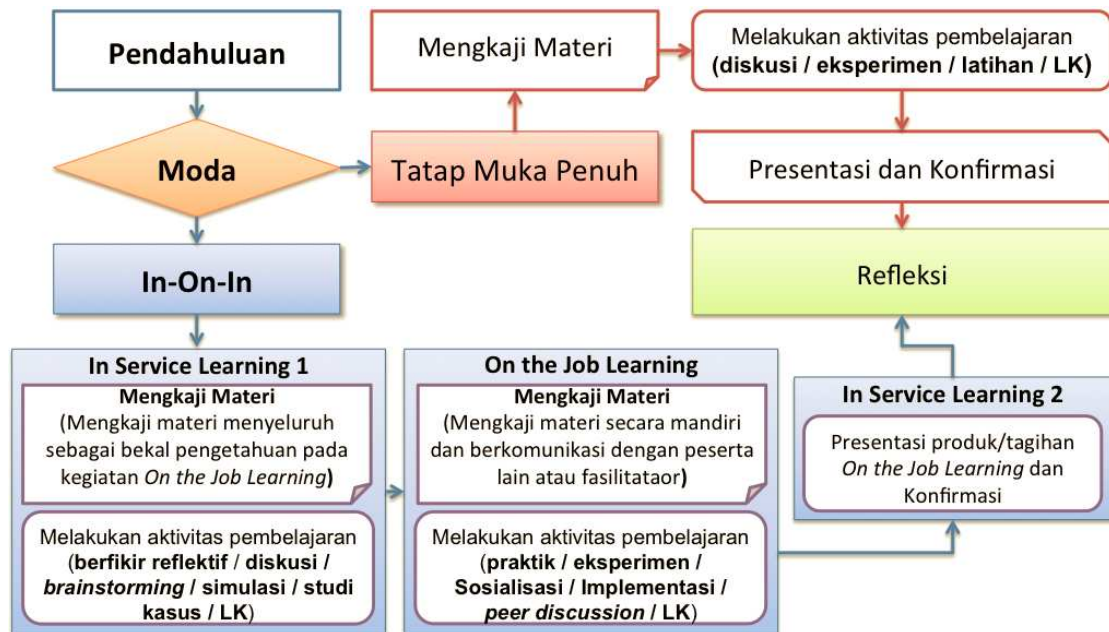 Pendahuluan
Moda
Tatap Muka Penuh
Mengkaji Materi
Melakukan aktivitas pembelajaran
(diskusi / eksperimen / latihan / LK)
Presentasi dan Konfirmasi
Refleksi
In-On-In
In Service Learning 1
Mengkaji Materi
(Mengkaji materi menyeluruh
sebagai bekal pengetahuan pada
kegiatan On the Job Learning)
Melakukan aktivitas pembelajaran
(berfikir reflektif / diskusi /
brainstorming / simulasi / studi
kasus / LK)
On the Job Learning
Mengkaji Materi
(Mengkaji materi secara mandiri
dan berkomunikasi dengan peserta
lain atau fasilitataor)
Melakukan aktivitas pembelajaran
(praktik / eksperimen /
Sosialisasi / Implementasi /
peer discussion / LK)
In Service Learning 2
Presentasi produk/tagihan
On the Job Learning dan
Konfirmasi